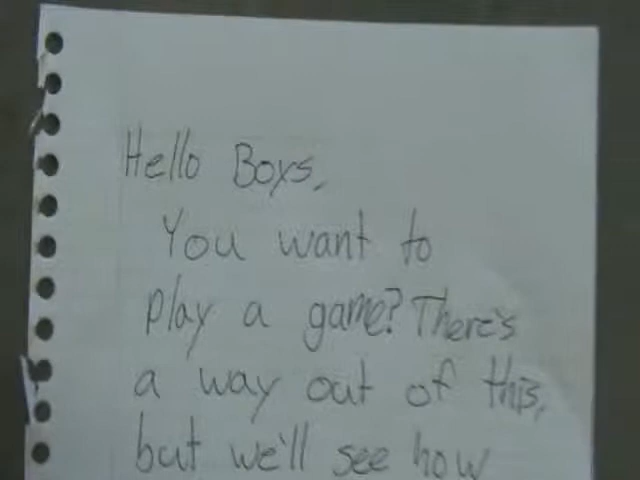 Hello Boys,
You want to
play a game? There's
a way out of this,
but we'll see how